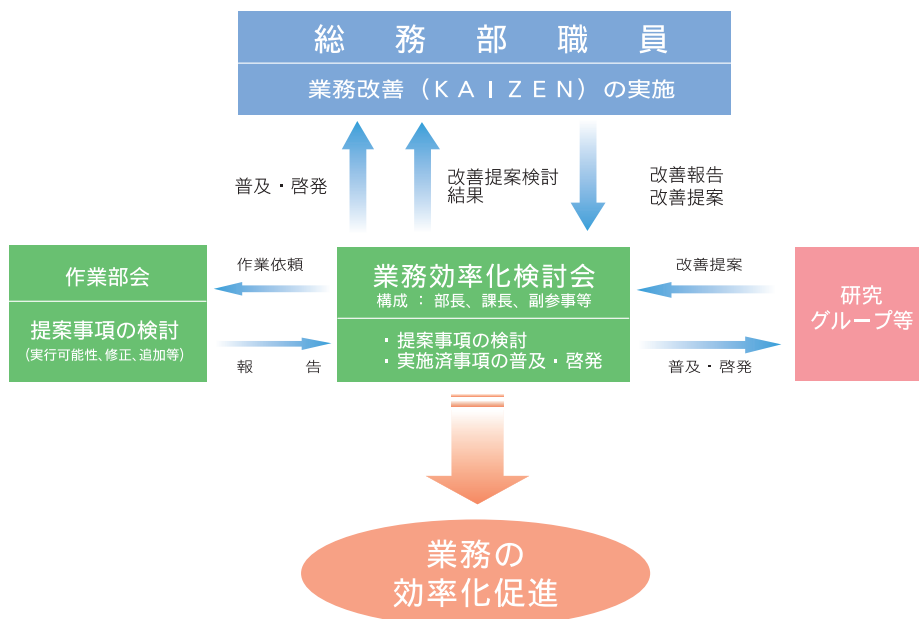 総務部職員
業務改善（ＫＡＩＺＥＮ）の実施
普及・啓発
改善提案検討
結果
改善報告
改善提案
作業部会
提案事項の検討
(実行可能性、修正、追加等)
作業依頼
報告
業務効率化検討会
構成 ： 部長、課長、副参事等
・提案事項の検討
・実施済事項の普及・啓発
改善提案
普及・啓発
研究
グループ等
業務の
効率化促進